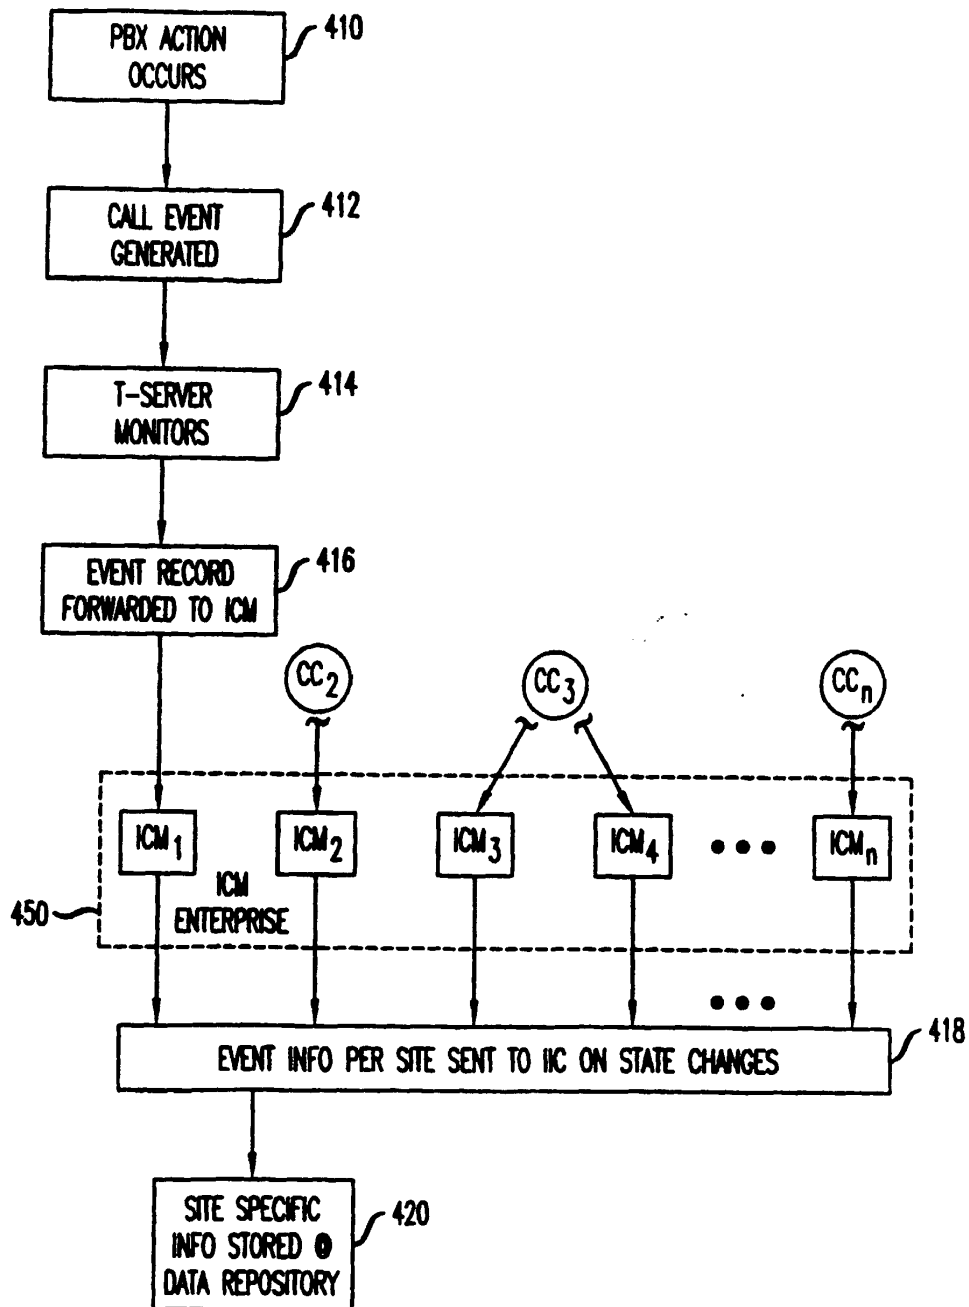 PBX ACTION
OCCURS
410
CALL EVENT
GENERATED
412
T-SERVER
MONITORS
414
EVENT RECORD
FORWARDED TO ICM
416
CC2
CC3
CCn
ICM1
ICM2
ICM3
ICM4
ICMn
ICM
ENTERPRISE
450
EVENT INFO PER SITE SENT TO IIC ON STATE CHANGES
418
SITE SPECIFIC
INFO STORED @
DATA REPOSITORY
420